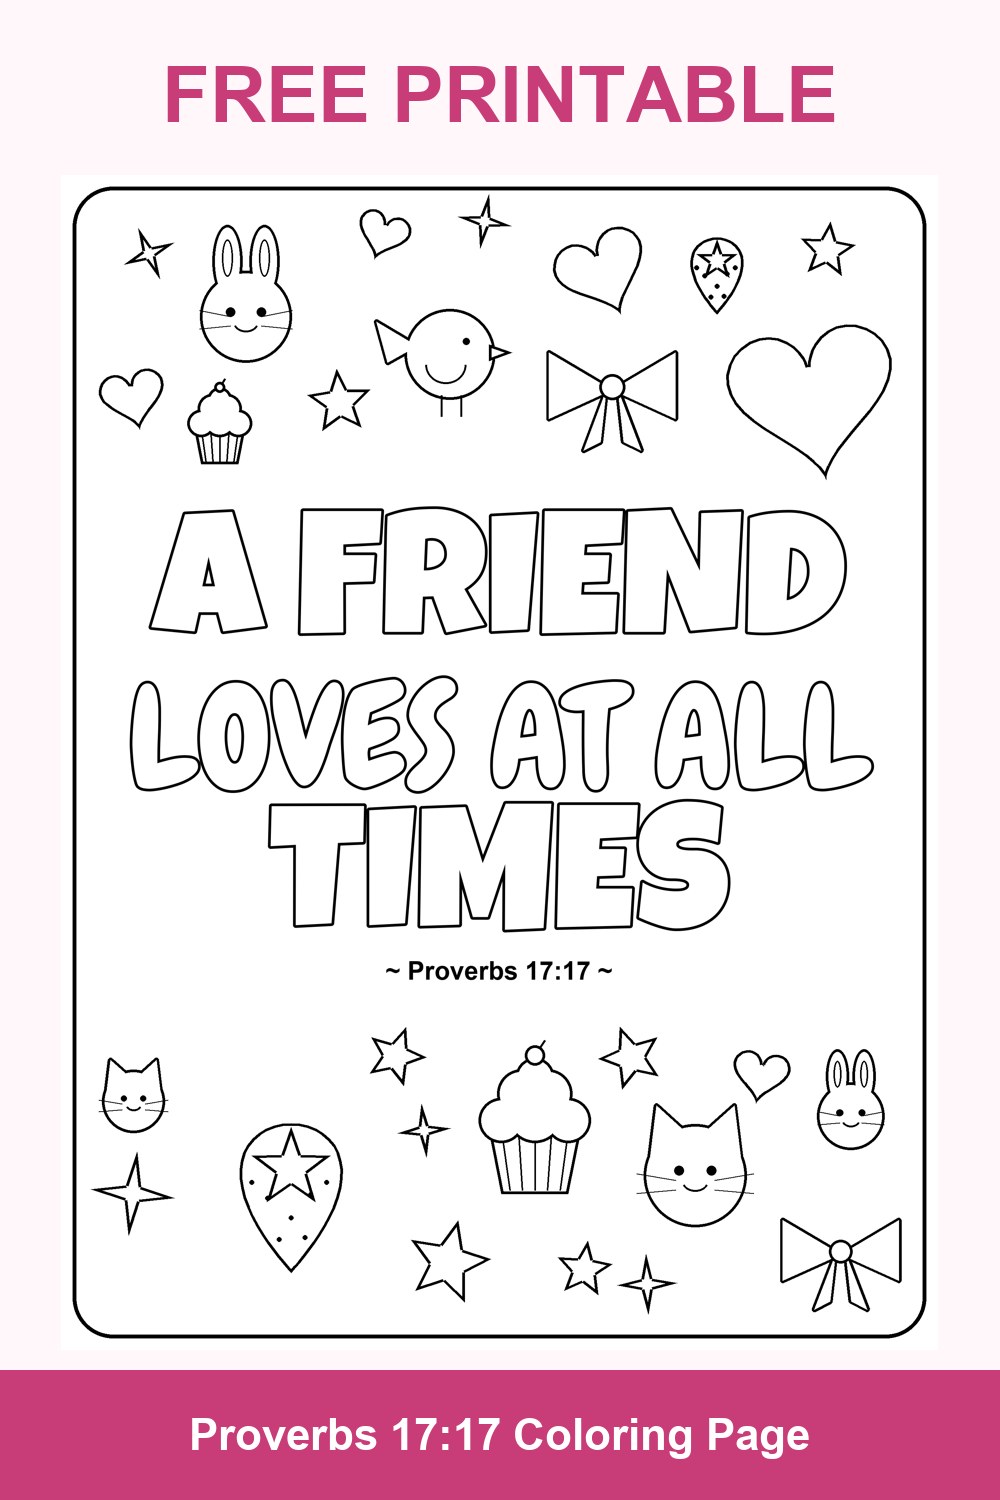 FREE PRINTABLE
A FRIEND
LOVES AT ALL
TIMES
~ Proverbs 17:17 ~
Proverbs 17:17 Coloring Page